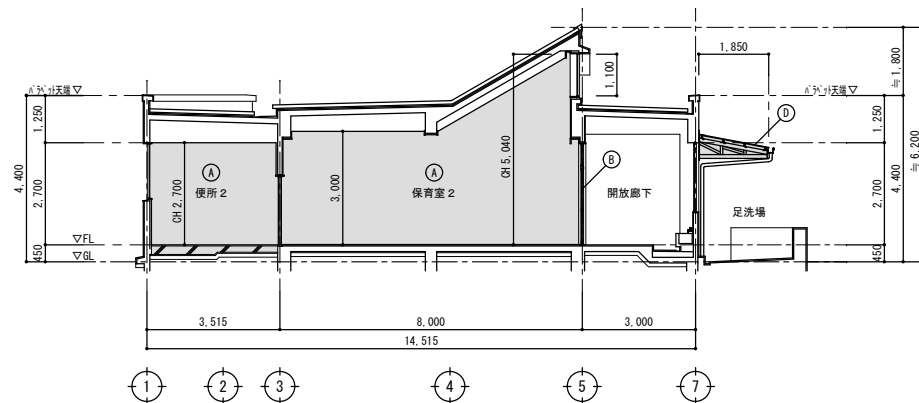 1,850
1,100
≒1,800
パラペット天端▽
パラペット天端▽
D
1,250
1,250
CH 5,040
≒6,200
4,400
2,700
CH 2,700
A
便所2
3,000
A
保育室2
B
開放廊下
足洗場
2,700
4,400
▽FL
▽GL
450
450
3,515
8,000
3,000
14,515
1
2
3
4
5
7